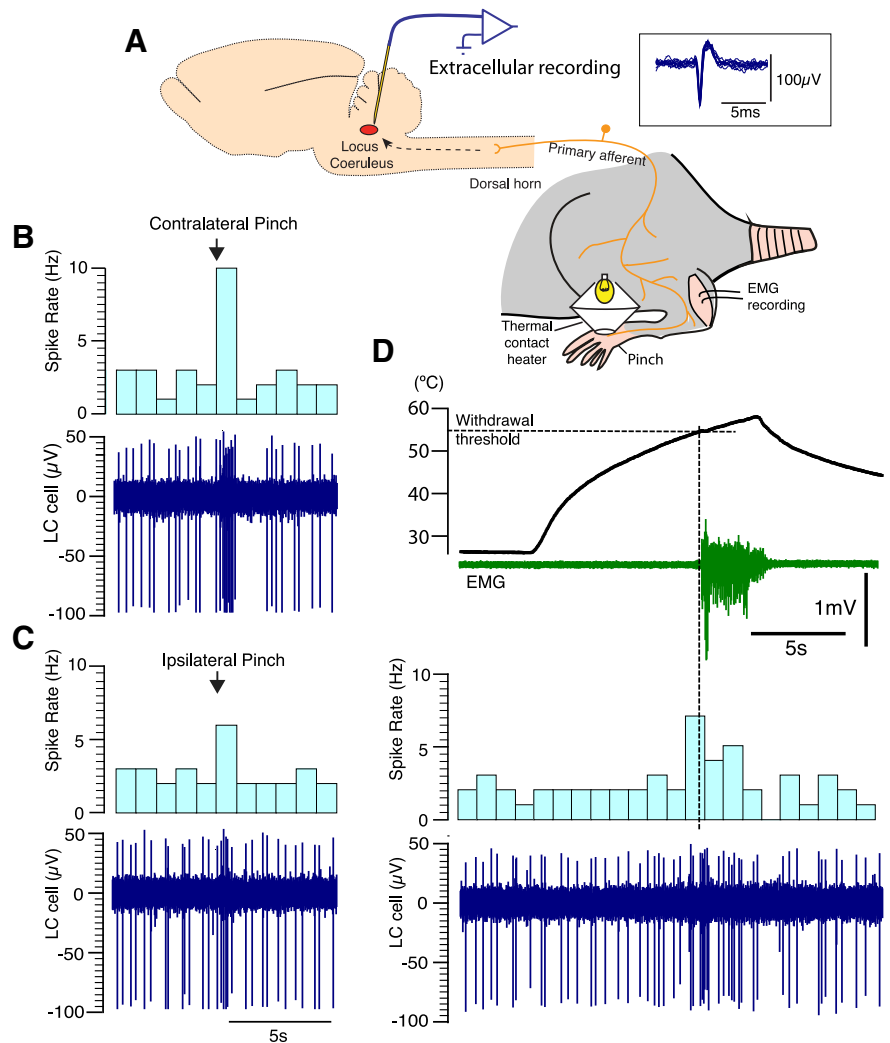 A
Extracellular recording
100µV
5ms
Locus
Coeruleus
Primary afferent
Dorsal horn
EMG
recording
Thermal
contact
heater
Pinch
B
Contralateral Pinch
Spike Rate (Hz)
10
5
0
LC cell (µV)
50
0
-50
-100
C
Ipsilateral Pinch
Spike Rate (Hz)
10
5
0
LC cell (µV)
50
0
-50
-100
5s
D
(ºC)
60
50
40
30
Withdrawal
threshold
EMG
1mV
5s
Spike Rate (Hz)
10
5
0
LC cell (µV)
50
0
-50
-100